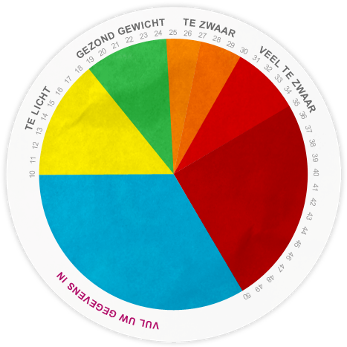 TE LICHT
GEZOND GEWICHT
TE ZWAAR
VEEL TE ZWAAR
10 11 12 13 14 15 16 17 18 19 20 21 22 23 24 25 26 27 28 29 30 31 32 33 34 35 36 37 38 39 40 41 42 43 44 45 46 47 48 49 50
VUL UW GEGEVENS IN